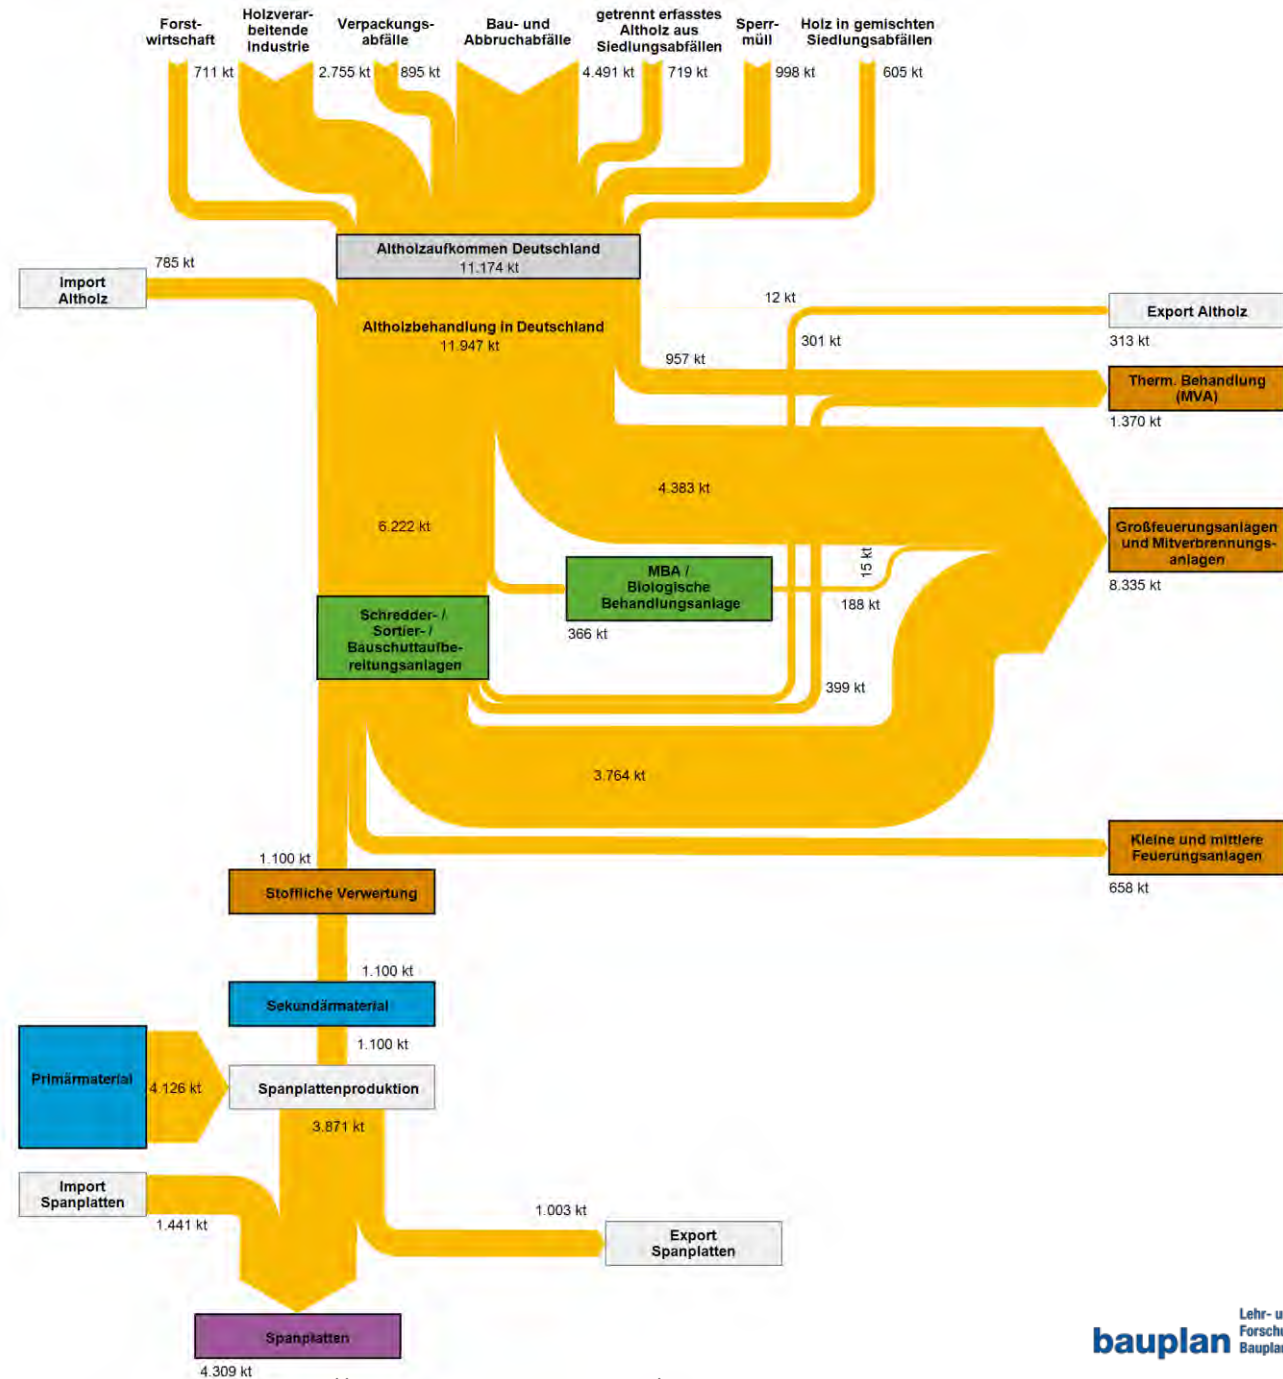 Forst-
wirtschaft
711 kt
Holzverar-
beitende
Industrie
2.755 kt
Verpackungs-
abfälle
895 kt
Bau- und
Abbruchabfälle
4.491 kt
getrennt erfasstes
Altholz aus
Siedlungsabfällen
719 kt
Sperr-
müll
998 kt
Holz in gemischten
Siedlungsabfällen
605 kt
Altholzaufkommen Deutschland
11.174 kt
785 kt
Import
Altholz
Altholzbehandlung in Deutschland
11.947 kt
12 kt
301 kt
Export Altholz
313 kt
957 kt
Therm. Behandlung
(MVA)
1.370 kt
4.383 kt
6.222 kt
Großfeuerungsanlagen
und Mitverbrennungs-
anlagen
8.335 kt
MBA /
Biologische
Behandlungsanlage
366 kt
15 kt
188 kt
Schredder- /
Sortier- /
Bauschuttaufbe-
reitungsanlagen
399 kt
3.764 kt
Kleine und mittlere
Feuerungsanlagen
658 kt
1.100 kt
Stoffliche Verwertung
1.100 kt
Sekundärmaterial
1.100 kt
Primärmaterial
4.126 kt
Spanplattenproduktion
3.871 kt
Import
Spanplatten
1.441 kt
1.003 kt
Export
Spanplatten
Spanplatten
4.309 kt
bauplan
Lehr- u
Forschu
Bauplan